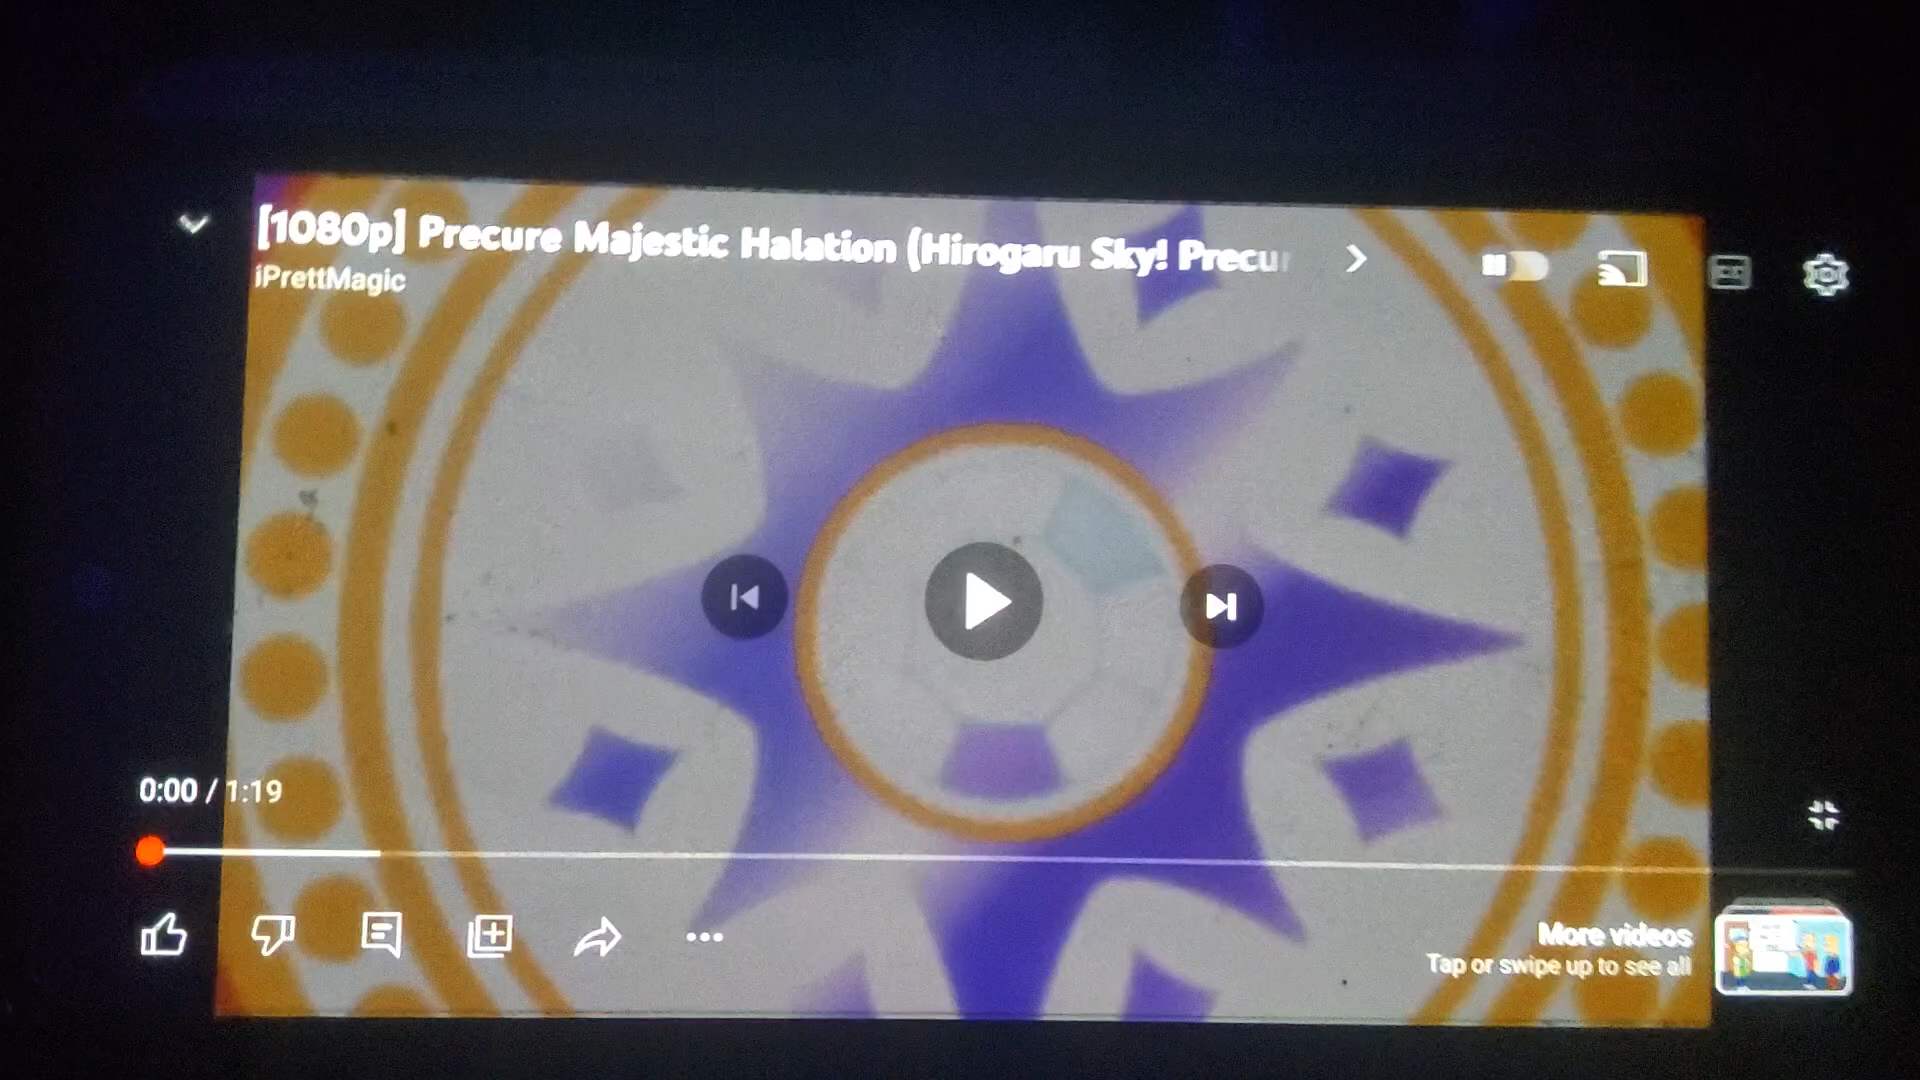 [1080p] Precure Majestic Halation (Hirogaru Sky! Precur
iPrettMagic
0:00 / 1:19
More videos
Tap or swipe up to see all